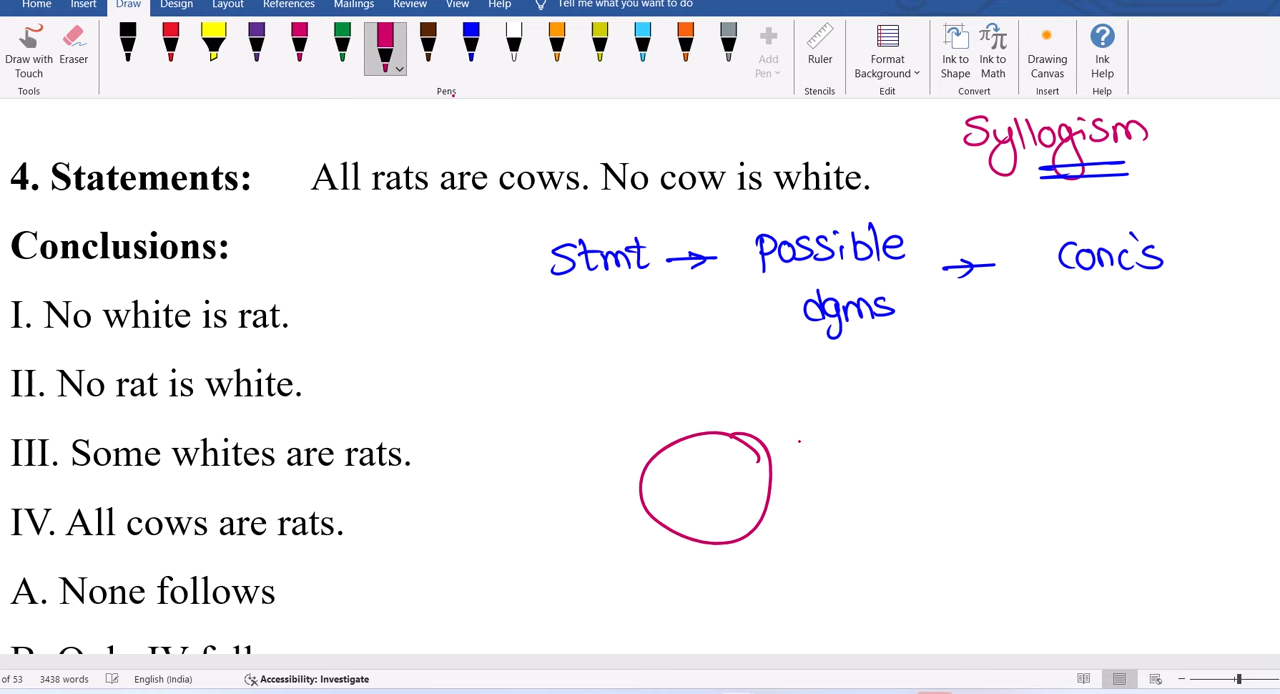 Home Insert Draw Design Layout References Mailings Review View Help Tell me what you want to do
Draw with Touch
Eraser
Add Pen
Ruler
Format Background
Ink to Shape
Ink to Math
Drawing Canvas
Ink Help
Tools Pens Stencils Edit Convert Insert Help
Syllogism
4. Statements: All rats are cows. No cow is white.
Conclusions:
Stmt → Possible dgms → Conc's
I. No white is rat.
II. No rat is white.
III. Some whites are rats.
IV. All cows are rats.
A. None follows
of 53 3438 words English (India) Accessibility: Investigate